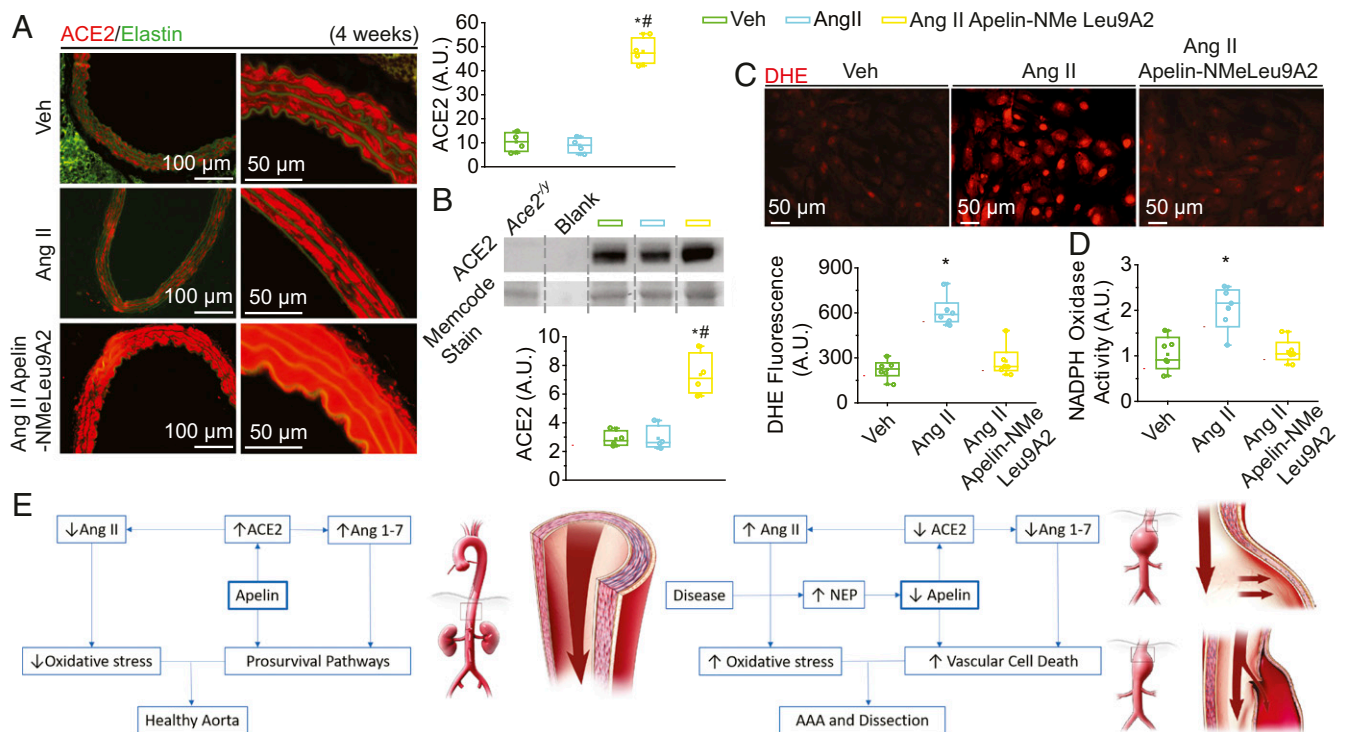 A
ACE2/Elastin (4 weeks)
Veh
100 µm
50 µm
Ang II
100 µm
50 µm
Ang II Apelin
-NMeLeu9A2
100 µm
50 µm
ACE2 (A.U.)
60
50
40
30
20
10
0
*#
Veh AngII Ang II Apelin-NMe Leu9A2
B
Ace2-/y
Blank
ACE2
Memcode
Stain
ACE2 (A.U.)
10
8
6
4
2
0
*#
C
DHE
Veh
Ang II
Ang II
Apelin-NMeLeu9A2
50 µm
50 µm
50 µm
DHE Fluorescence
(A.U.)
900
600
300
0
*
Veh
Ang II
Ang II
Apelin-NMe
Leu9A2
D
NADPH Oxidase
Activity (A.U.)
3
2
1
0
*
Veh
Ang II
Ang II
Apelin-NMe
Leu9A2
E
↓Ang II
↑ACE2
↑Ang 1-7
Apelin
↓Oxidative stress
Prosurvival Pathways
Healthy Aorta
↑ Ang II
↓ ACE2
↓Ang 1-7
Disease
↑ NEP
↓ Apelin
↑ Oxidative stress
↑ Vascular Cell Death
AAA and Dissection